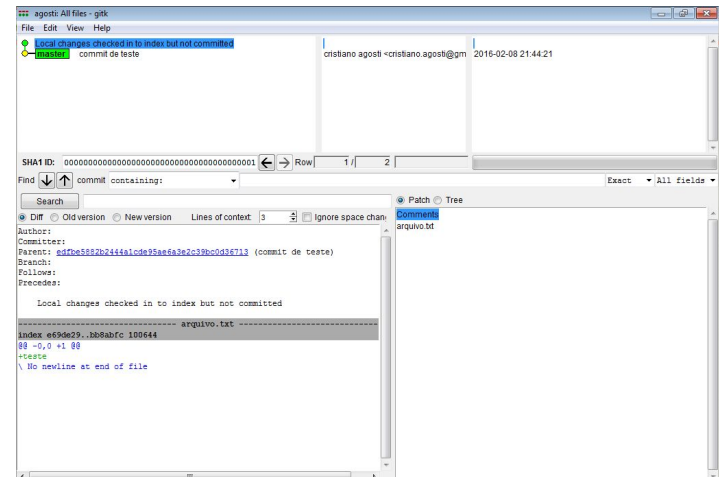 agosti: All files - gitk
File Edit View Help
Local changes checked in to index but not committed
master commit de teste cristiano agosti <cristiano.agosti@gm 2016-02-08 21:44:21
SHA1 ID: 0000000000000000000000000000000000000001 Row 1 / 2
Find commit containing: Exact All fields
Search Patch Tree
Diff Old version New version Lines of context: 3 Ignore space chan
Comments
arquivo.txt
Author:
Committer:
Parent: edfbe5882b2444a1cde95ae6a3e2c39bc0d36713 (commit de teste)
Branch:
Follows:
Precedes:
Local changes checked in to index but not committed
-------------------------------- arquivo.txt --------------------------------
index e69de29..bb8abfc 100644
@@ -0,0 +1 @@
+teste
\ No newline at end of file